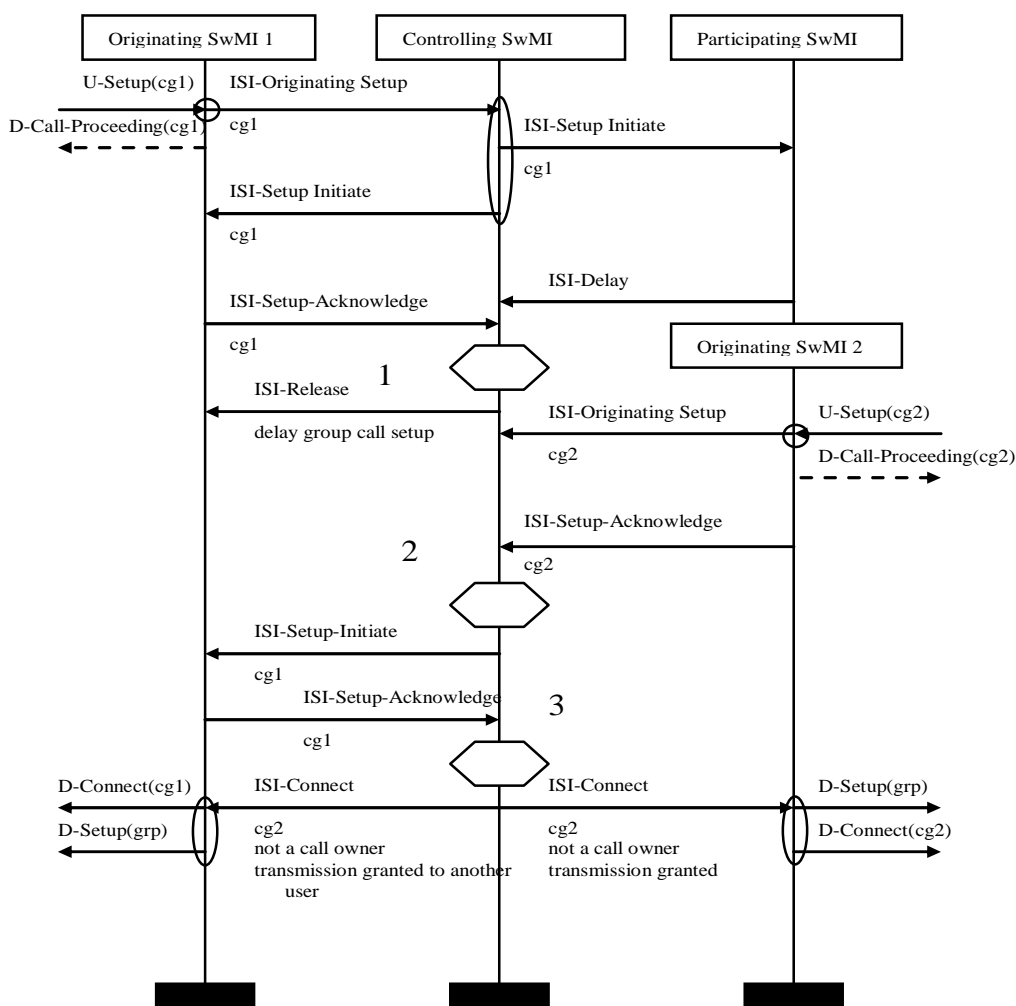 Originating SwMI 1
Controlling SwMI
Participating SwMI
U-Setup(cg1)
ISI-Originating Setup
D-Call-Proceeding(cg1)
cg1
ISI-Setup Initiate
cg1
ISI-Setup Initiate
cg1
ISI-Delay
ISI-Setup-Acknowledge
cg1
Originating SwMI 2
1
ISI-Release
delay group call setup
ISI-Originating Setup
U-Setup(cg2)
cg2
D-Call-Proceeding(cg2)
ISI-Setup-Acknowledge
cg2
2
ISI-Setup-Initiate
cg1
ISI-Setup-Acknowledge
cg1
3
D-Connect(cg1)
ISI-Connect
ISI-Connect
D-Setup(grp)
D-Setup(grp)
cg2
not a call owner
transmission granted to another
user
cg2
not a call owner
transmission granted
D-Connect(cg2)